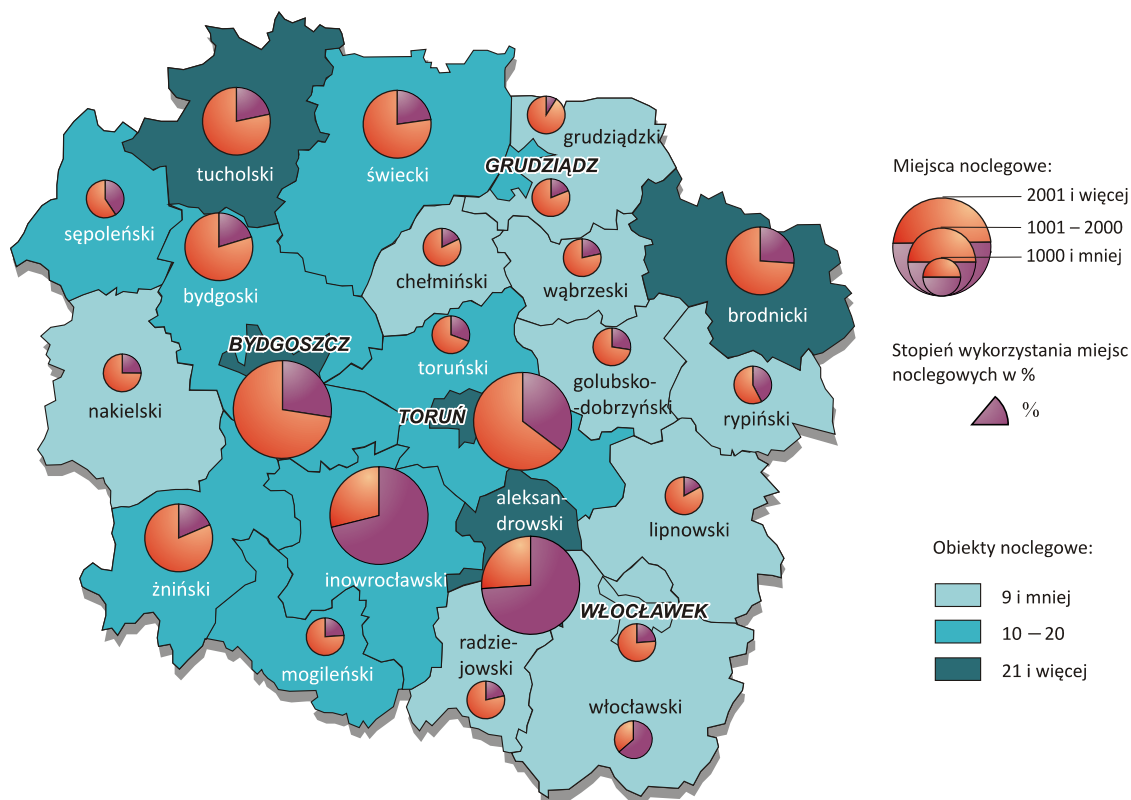 tucholski
świecki
grudziądzki
GRUDZIĄDZ
sępoleński
bydgoski
chełmiński
wąbrzeski
brodnicki
BYDGOSZCZ
toruński
golubsko-
-dobrzyński
nakielski
rypiński
TORUŃ
aleksan-
drowski
lipnowski
żniński
inowrocławski
WŁOCŁAWEK
radzie-
jowski
mogileński
włocławski
Miejsca noclegowe:
2001 i więcej
1001 – 2000
1000 i mniej
Stopień wykorzystania miejsc
noclegowych w %
%
Obiekty noclegowe:
9 i mniej
10 – 20
21 i więcej